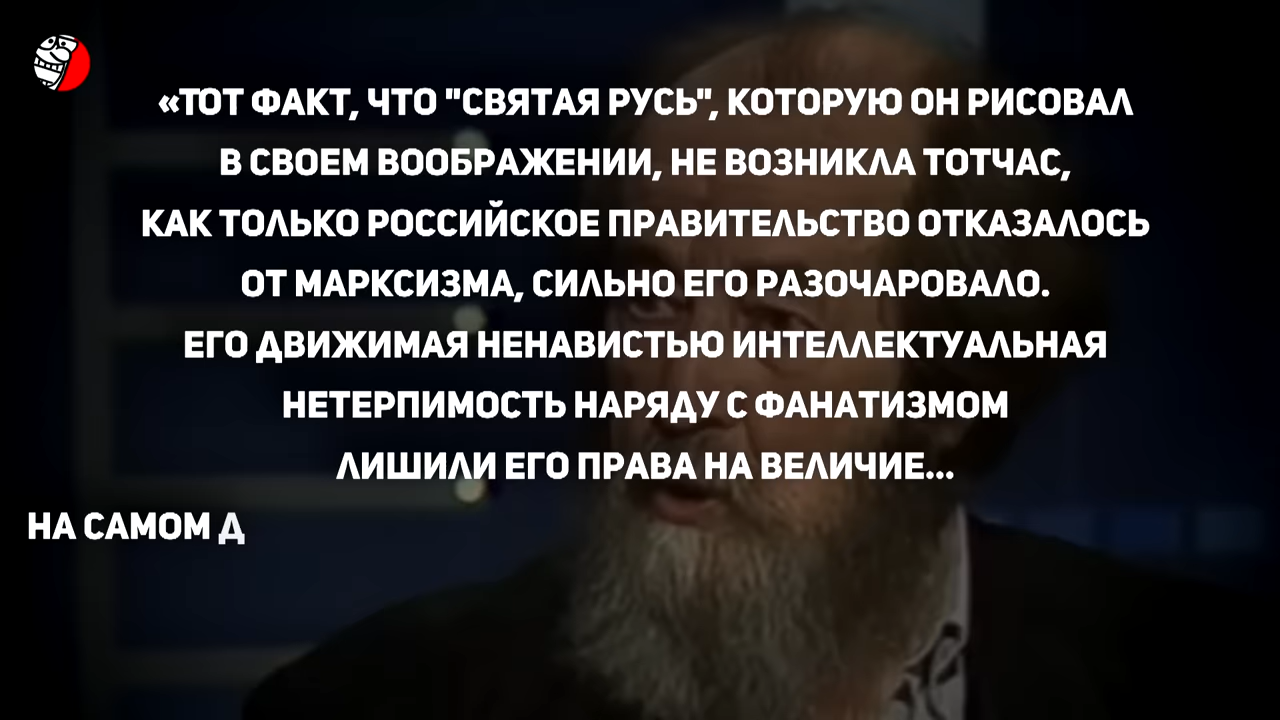 «ТОТ ФАКТ, ЧТО "СВЯТАЯ РУСЬ", КОТОРУЮ ОН РИСОВАЛ
В СВОЕМ ВООБРАЖЕНИИ, НЕ ВОЗНИКЛА ТОТЧАС,
КАК ТОЛЬКО РОССИЙСКОЕ ПРАВИТЕЛЬСТВО ОТКАЗАЛОСЬ
ОТ МАРКСИЗМА, СИЛЬНО ЕГО РАЗОЧАРОВАЛО.
ЕГО ДВИЖИМАЯ НЕНАВИСТЬЮ ИНТЕЛЛЕКТУАЛЬНАЯ
НЕТЕРПИМОСТЬ НАРЯДУ С ФАНАТИЗМОМ
ЛИШИЛИ ЕГО ПРАВА НА ВЕЛИЧИЕ...
НА САМОМ Д